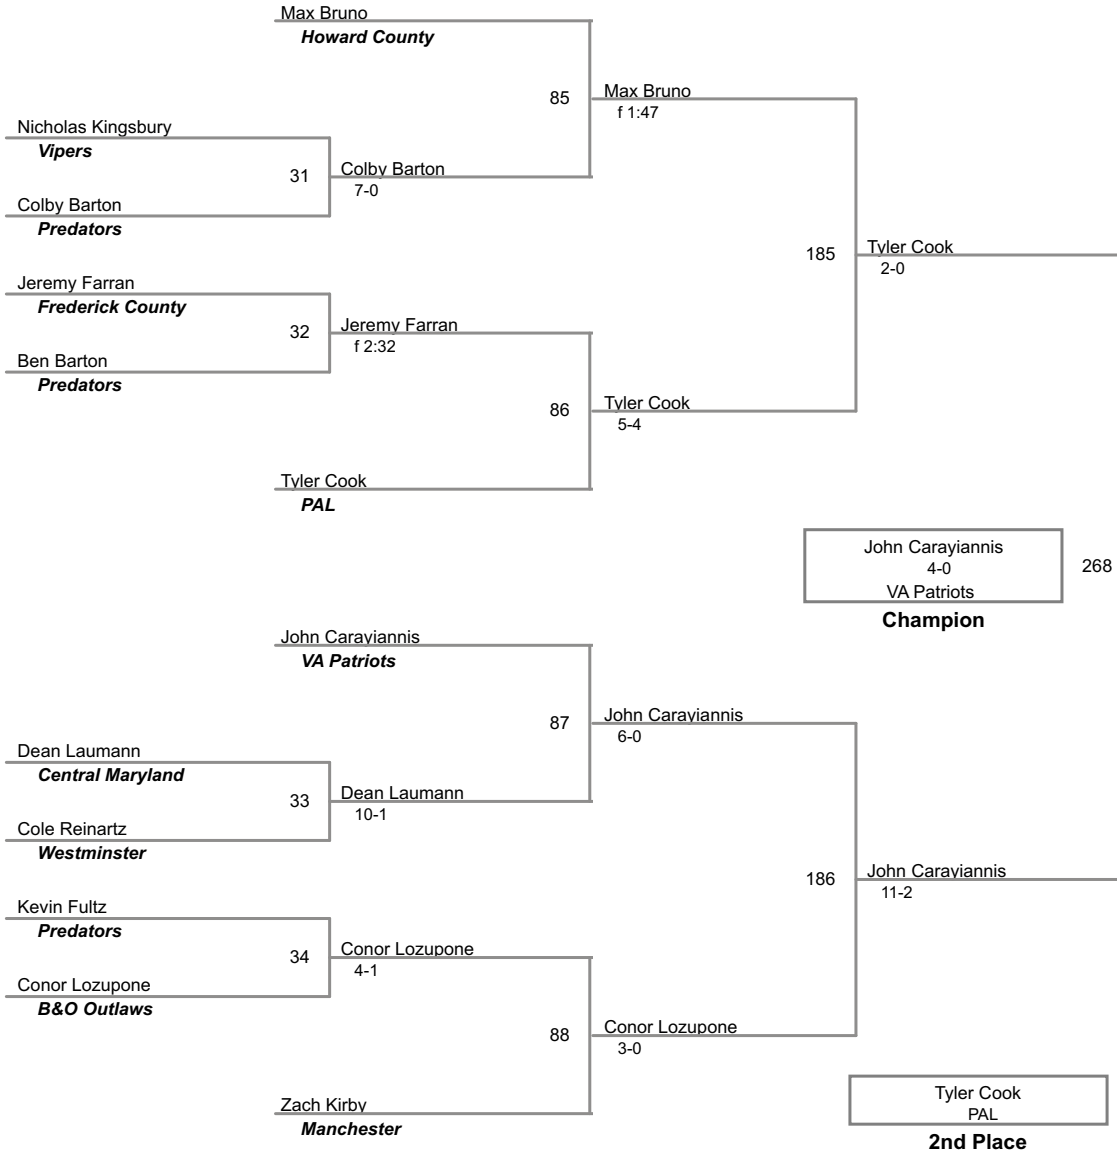 Max Bruno
Howard County
85
Max Bruno
f 1:47
Nicholas Kingsbury
Vipers
31
Colby Barton
7-0
Colby Barton
Predators
185
Tyler Cook
2-0
Jeremy Farran
Frederick County
32
Jeremy Farran
f 2:32
Ben Barton
Predators
86
Tyler Cook
5-4
Tyler Cook
PAL
John Carayiannis
4-0
VA Patriots
268
Champion
John Carayiannis
VA Patriots
87
John Carayiannis
6-0
Dean Laumann
Central Maryland
33
Dean Laumann
10-1
Cole Reinartz
Westminster
186
John Carayiannis
11-2
Kevin Fultz
Predators
34
Conor Lozupone
4-1
Conor Lozupone
B&O Outlaws
88
Conor Lozupone
3-0
Zach Kirby
Manchester
Tyler Cook
PAL
2nd Place